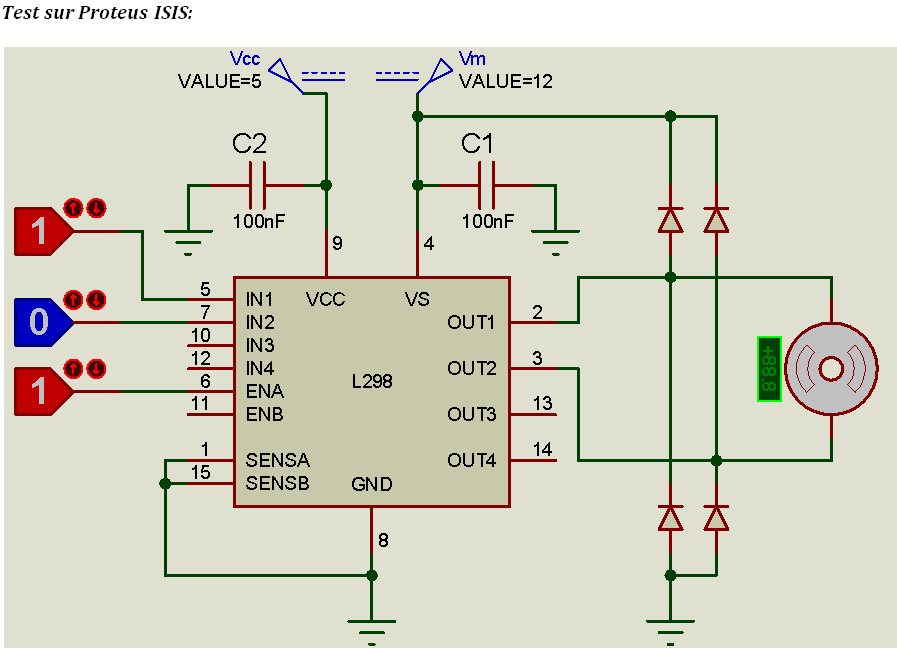 Test sur Proteus ISIS:
Vcc
VALUE=5
Vm
VALUE=12
C2
100nF
C1
100nF
9
4
1
0
1
5
7
10
12
6
11
1
15
IN1
IN2
IN3
IN4
ENA
ENB
SENSA
SENSB
VCC
VS
L298
GND
8
OUT1
OUT2
OUT3
OUT4
2
3
13
14
+88.8